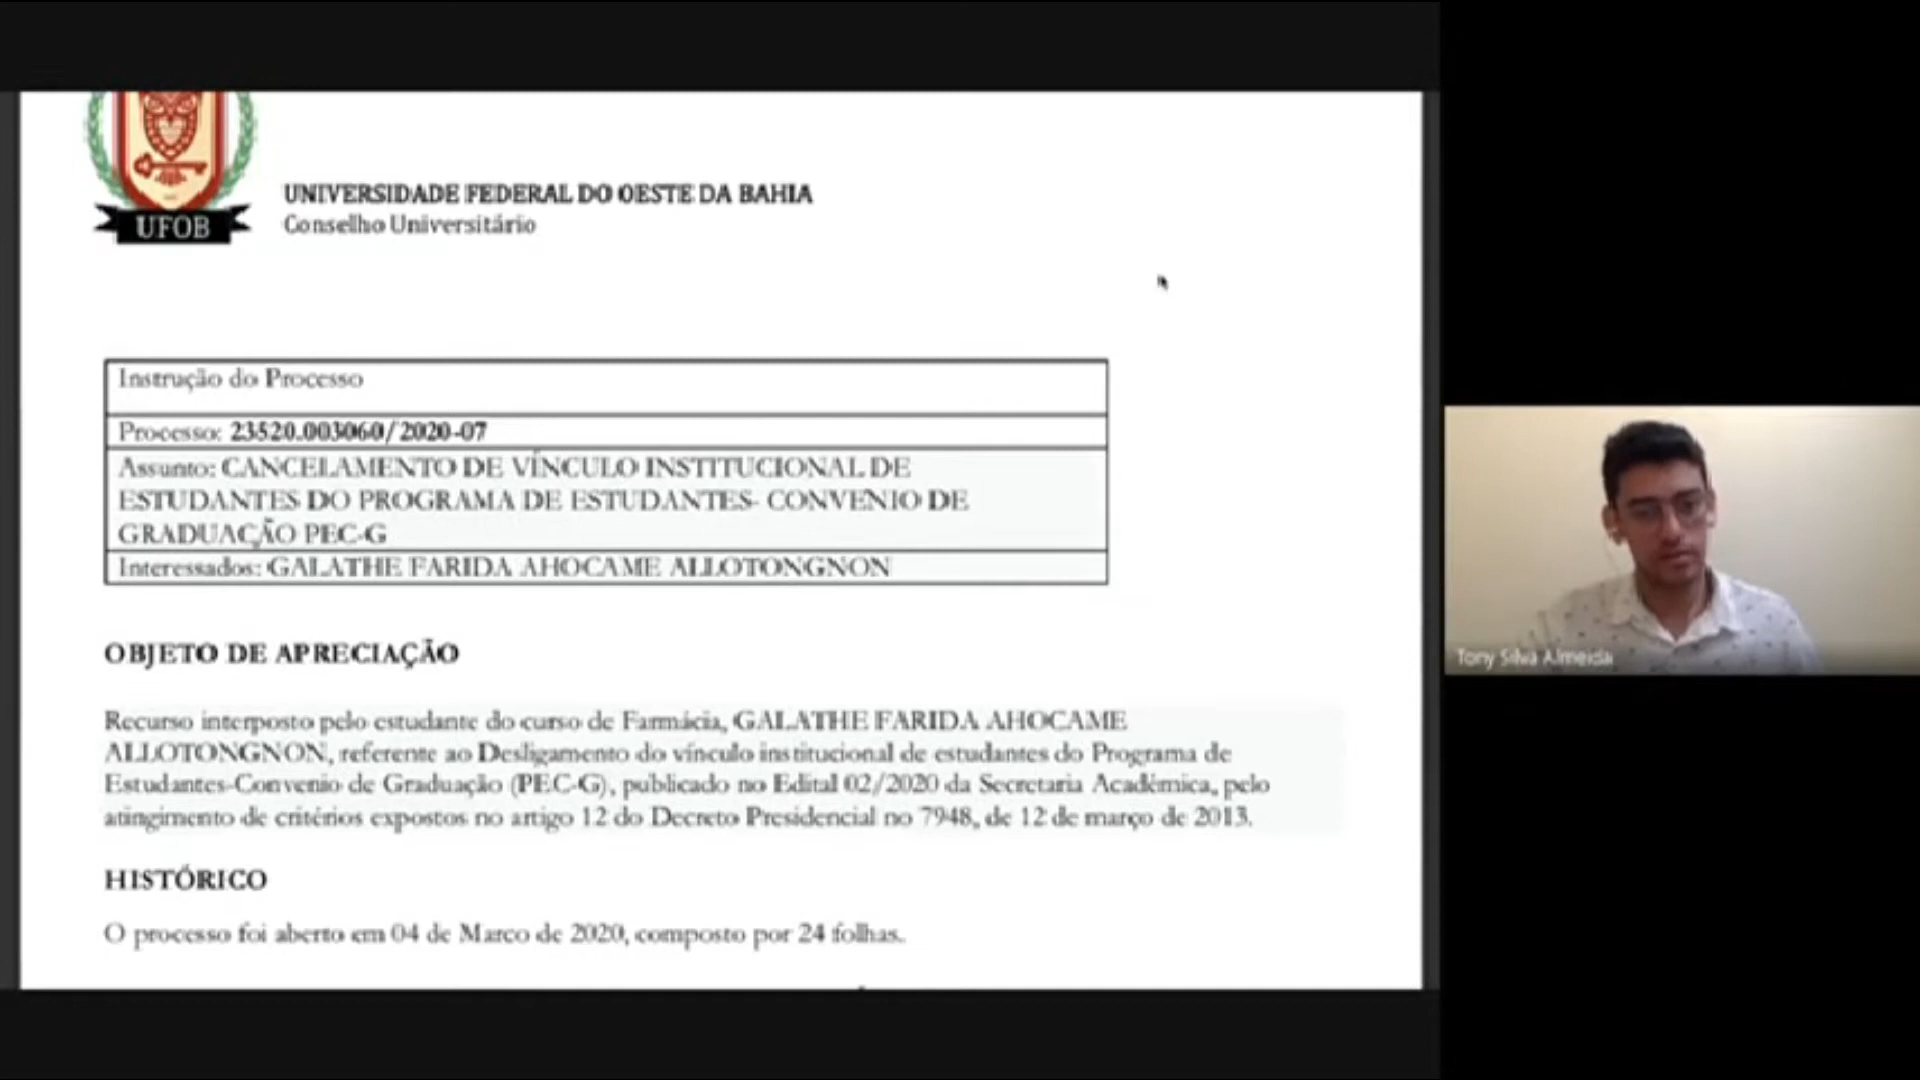 UFOB
UNIVERSIDADE FEDERAL DO OESTE DA BAHIA
Conselho Universitário
Instrução do Processo
Processo: 23520.003060/2020-07
Assunto: CANCELAMENTO DE VÍNCULO INSTITUCIONAL DE
ESTUDANTES DO PROGRAMA DE ESTUDANTES- CONVENIO DE
GRADUAÇÃO PEC-G
Interessados: GALATHE FARIDA AHOCAME ALLOTONGNON
OBJETO DE APRECIAÇÃO
Recurso interposto pelo estudante do curso de Farmácia, GALATHE FARIDA AHOCAME
ALLOTONGNON, referente ao Desligamento do vínculo institucional de estudantes do Programa de
Estudantes-Convenio de Graduação (PEC-G), publicado no Edital 02/2020 da Secretaria Acadêmica, pelo
atingimento de critérios expostos no artigo 12 do Decreto Presidencial no 7948, de 12 de março de 2013.
HISTÓRICO
O processo foi aberto em 04 de Marco de 2020, composto por 24 folhas.
Tony Silva Almeida